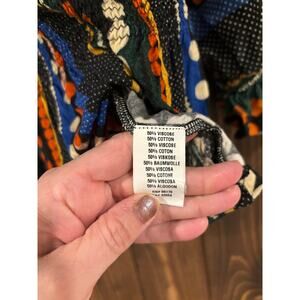 50% VISCOSE
50% COTTON
50% VISCOSE
50% COTON
50% VISKOSE
50% BAUMWOLLE
50% VISCOSA
50% COTONE
50% VISCOSA
50% ALGODON